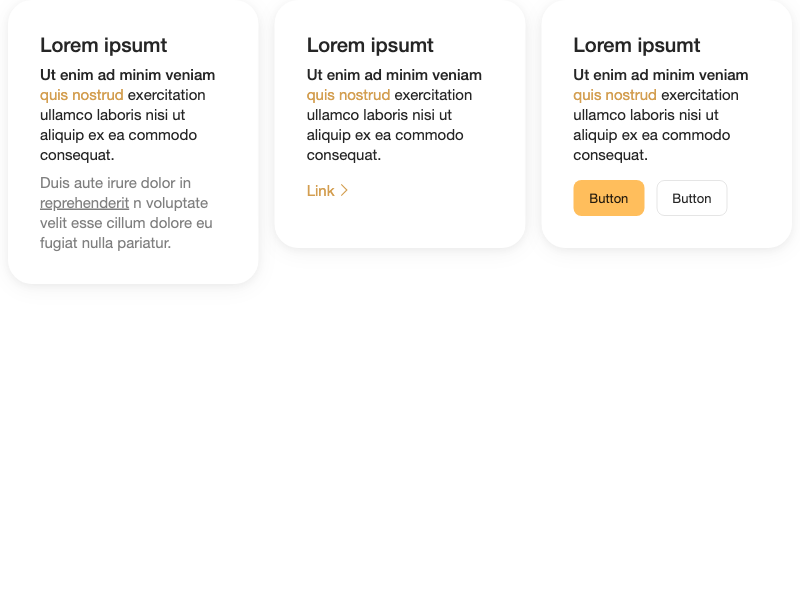 Lorem ipsumt
Ut enim ad minim veniam
quis nostrud exercitation
ullamco laboris nisi ut
aliquip ex ea commodo
consequat.
Duis aute irure dolor in
reprehenderit n voluptate
velit esse cillum dolore eu
fugiat nulla pariatur.
Lorem ipsumt
Ut enim ad minim veniam
quis nostrud exercitation
ullamco laboris nisi ut
aliquip ex ea commodo
consequat.
Link
Lorem ipsumt
Ut enim ad minim veniam
quis nostrud exercitation
ullamco laboris nisi ut
aliquip ex ea commodo
consequat.
Button Button